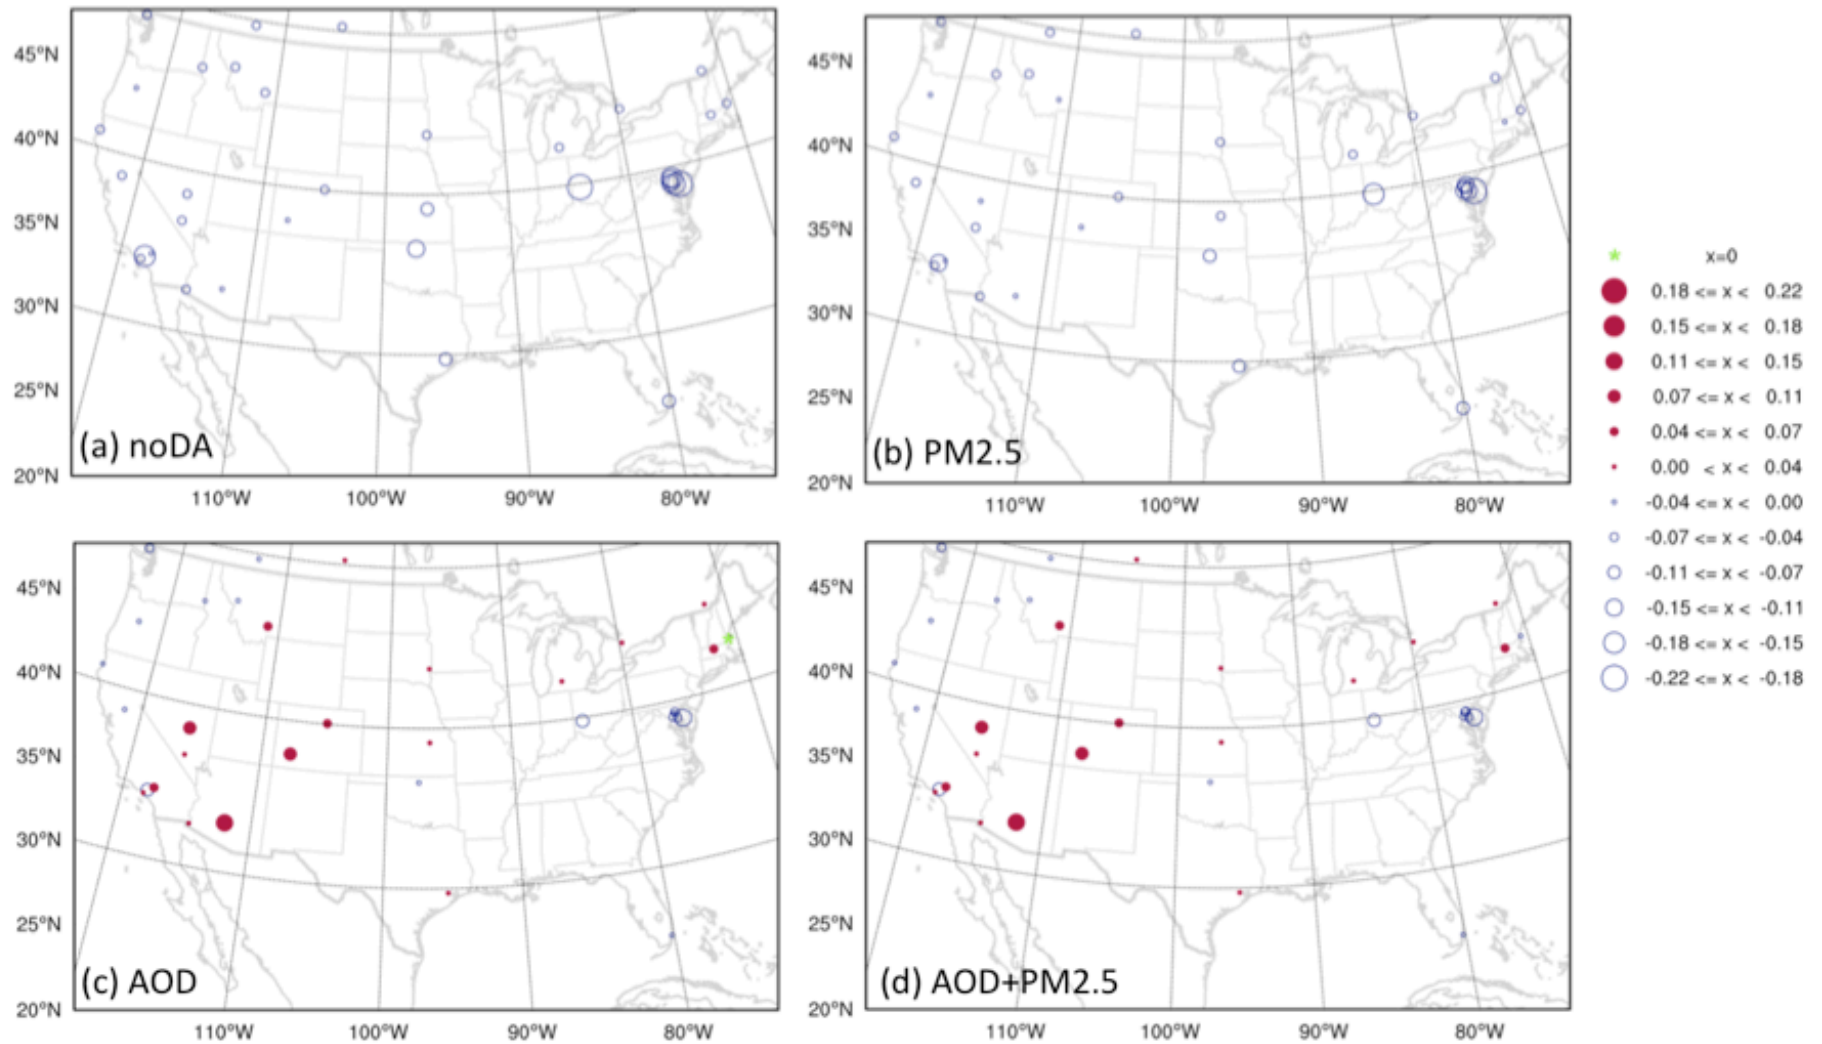 45°N
40°N
35°N
30°N
25°N
20°N
(a) noDA
110°W 100°W 90°W 80°W
45°N
40°N
35°N
30°N
25°N
20°N
(b) PM2.5
110°W 100°W 90°W 80°W
45°N
40°N
35°N
30°N
25°N
20°N
(c) AOD
110°W 100°W 90°W 80°W
45°N
40°N
35°N
30°N
25°N
20°N
(d) AOD+PM2.5
110°W 100°W 90°W 80°W
x=0
0.18 <= x < 0.22
0.15 <= x < 0.18
0.11 <= x < 0.15
0.07 <= x < 0.11
0.04 <= x < 0.07
0.00 < x < 0.04
-0.04 <= x < 0.00
-0.07 <= x < -0.04
-0.11 <= x < -0.07
-0.15 <= x < -0.11
-0.18 <= x < -0.15
-0.22 <= x < -0.18